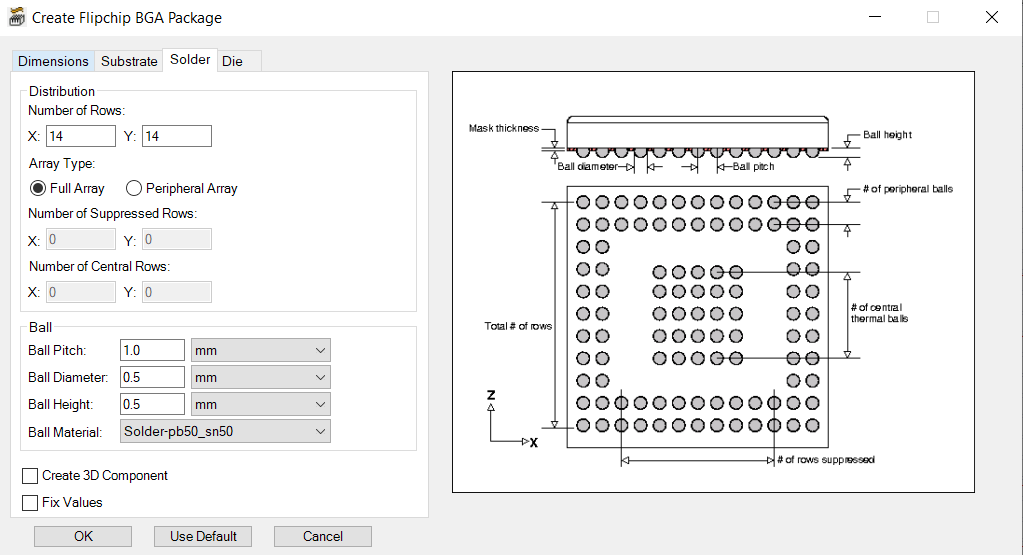 Create Flipchip BGA Package
Dimensions Substrate Solder Die
Distribution
Number of Rows:
X: 14 Y: 14
Array Type:
Full Array Peripheral Array
Number of Suppressed Rows:
X: 0 Y: 0
Number of Central Rows:
X: 0 Y: 0
Ball
Ball Pitch: 1.0 mm
Ball Diameter: 0.5 mm
Ball Height: 0.5 mm
Ball Material: Solder-pb50_sn50
Create 3D Component
Fix Values
OK Use Default Cancel
Mask thickness
Ball height
Ball diameter
Ball pitch
# of peripheral balls
Total # of rows
# of central
thermal balls
Z
X
# of rows suppressed